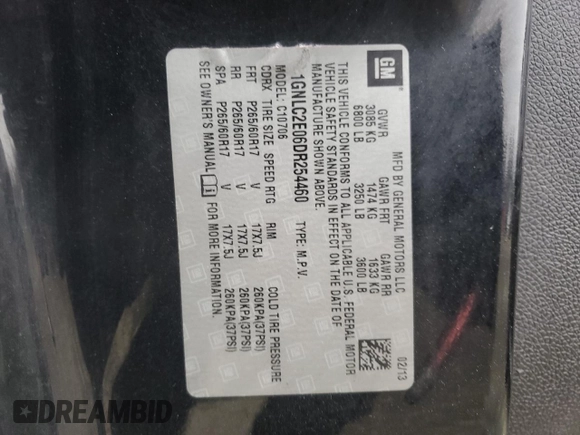 GM
MFD BY GENERAL MOTORS LLC
02/13
GVWR
GAWR FRT
GAWR RR
3085 KG
1474 KG
1633 KG
6800 LB
3250 LB
3600 LB
THIS VEHICLE CONFORMS TO ALL APPLICABLE U.S. FEDERAL MOTOR
VEHICLE SAFETY STANDARDS IN EFFECT ON THE DATE OF
MANUFACTURE SHOWN ABOVE.
1GNLC2E06DR254460
TYPE: M.P.V.
MODEL: C10706
CDRX TIRE SIZE SPEED RTG RIM COLD TIRE PRESSURE
FRT P265/60R17 V 17X7.5J 260KPA(37PSI)
RR P265/60R17 V 17X7.5J 260KPA(37PSI)
SPA P265/60R17 V 17X7.5J 260KPA(37PSI)
SEE OWNER'S MANUAL FOR MORE INFORMATION.
DREAMBID